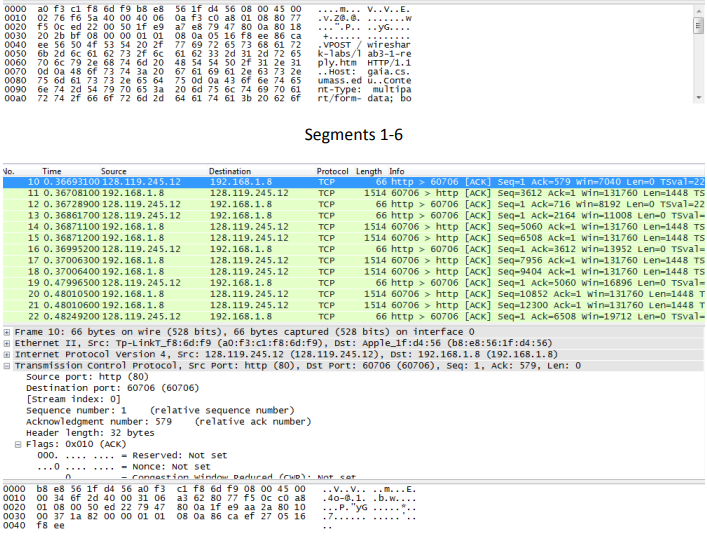 0000 a0 f3 c1 f8 6d f9 b8 e8 56 1f d4 56 08 00 45 00 ....m... V..V..E.
0010 02 76 f6 5a 40 00 40 06 0a f3 c0 a8 01 08 80 77 .v.Z@.@. .......w
0020 f5 0c ed 22 00 50 1f e9 a7 e8 79 47 80 0a 80 18 ...".P.. ..yG....
0030 20 2b bf 08 00 00 01 01 08 0a 05 16 f8 ee 86 ca +...... ........
0040 ee 56 50 4f 53 54 20 2f 77 69 72 65 73 68 61 72 .VPOST / wireshar
0050 6b 2d 6c 61 62 73 2f 6c 61 62 33 2d 31 2d 72 65 k-labs/l ab3-1-re
0060 70 6c 79 2e 68 74 6d 20 48 54 54 50 2f 31 2e 31 ply.htm HTTP/1.1
0070 0d 0a 48 6f 73 74 3a 20 67 61 69 61 2e 63 73 2e ..Host: gaia.cs.
0080 75 6d 61 73 73 2e 65 64 75 0d 0a 43 6f 6e 74 65 umass.ed u..Conte
0090 6e 74 2d 54 79 70 65 3a 20 6d 75 6c 74 69 70 61 nt-Type: multipa
00a0 72 74 2f 66 6f 72 6d 2d 64 61 74 61 3b 20 62 6f rt/form- data; bo
Segments 1-6
No. Time Source Destination Protocol Length Info
10 0.36693100 128.119.245.12 192.168.1.8 TCP 66 http > 60706 [ACK] Seq=1 Ack=579 Win=7040 Len=0 TSval=22
11 0.36708100 192.168.1.8 128.119.245.12 TCP 1514 60706 > http [ACK] Seq=3612 Ack=1 Win=131760 Len=1448 TS
12 0.36728900 128.119.245.12 192.168.1.8 TCP 66 http > 60706 [ACK] Seq=1 Ack=716 Win=8192 Len=0 TSval=22
13 0.36861700 128.119.245.12 192.168.1.8 TCP 66 http > 60706 [ACK] Seq=1 Ack=2164 Win=11008 Len=0 TSval=
14 0.36871100 192.168.1.8 128.119.245.12 TCP 1514 60706 > http [ACK] Seq=5060 Ack=1 Win=131760 Len=1448 TS
15 0.36871200 192.168.1.8 128.119.245.12 TCP 1514 60706 > http [ACK] Seq=6508 Ack=1 Win=131760 Len=1448 TS
16 0.36995200 128.119.245.12 192.168.1.8 TCP 66 http > 60706 [ACK] Seq=1 Ack=3612 Win=13952 Len=0 TSval=
17 0.37006300 192.168.1.8 128.119.245.12 TCP 1514 60706 > http [ACK] Seq=7956 Ack=1 Win=131760 Len=1448 TS
18 0.37006400 192.168.1.8 128.119.245.12 TCP 1514 60706 > http [ACK] Seq=9404 Ack=1 Win=131760 Len=1448 TS
19 0.47996500 128.119.245.12 192.168.1.8 TCP 66 http > 60706 [ACK] Seq=1 Ack=5060 Win=16896 Len=0 TSval=
20 0.48010500 192.168.1.8 128.119.245.12 TCP 1514 60706 > http [ACK] Seq=10852 Ack=1 Win=131760 Len=1448 T
21 0.48010600 192.168.1.8 128.119.245.12 TCP 1514 60706 > http [ACK] Seq=12300 Ack=1 Win=131760 Len=1448 T
22 0.48249200 128.119.245.12 192.168.1.8 TCP 66 http > 60706 [ACK] Seq=1 Ack=6508 Win=19712 Len=0 TSval=
Frame 10: 66 bytes on wire (528 bits), 66 bytes captured (528 bits) on interface 0
Ethernet II, Src: Tp-LinkT_f8:6d:f9 (a0:f3:c1:f8:6d:f9), Dst: Apple_1f:d4:56 (b8:e8:56:1f:d4:56)
Internet Protocol Version 4, Src: 128.119.245.12 (128.119.245.12), Dst: 192.168.1.8 (192.168.1.8)
Transmission Control Protocol, Src Port: http (80), Dst Port: 60706 (60706), Seq: 1, Ack: 579, Len: 0
Source port: http (80)
Destination port: 60706 (60706)
[Stream index: 0]
Sequence number: 1 (relative sequence number)
Acknowledgment number: 579 (relative ack number)
Header length: 32 bytes
Flags: 0x010 (ACK)
000. .... .... = Reserved: Not set
...0 .... .... = Nonce: Not set
.... 0... .... = Congestion Window Reduced (CWR): Not set
0000 b8 e8 56 1f d4 56 a0 f3 c1 f8 6d f9 08 00 45 00 ..V..V.. ..m...E.
0010 00 34 6f 2d 40 00 31 06 a3 62 80 77 f5 0c c0 a8 .4o-@.1. .b.w....
0020 01 08 00 50 ed 22 79 47 80 0a 1f e9 aa 2a 80 10 ...P."yG .....*..
0030 00 37 1a 82 00 00 01 01 08 0a 86 ca ef 27 05 16 .7...... .....'..
0040 f8 ee ..